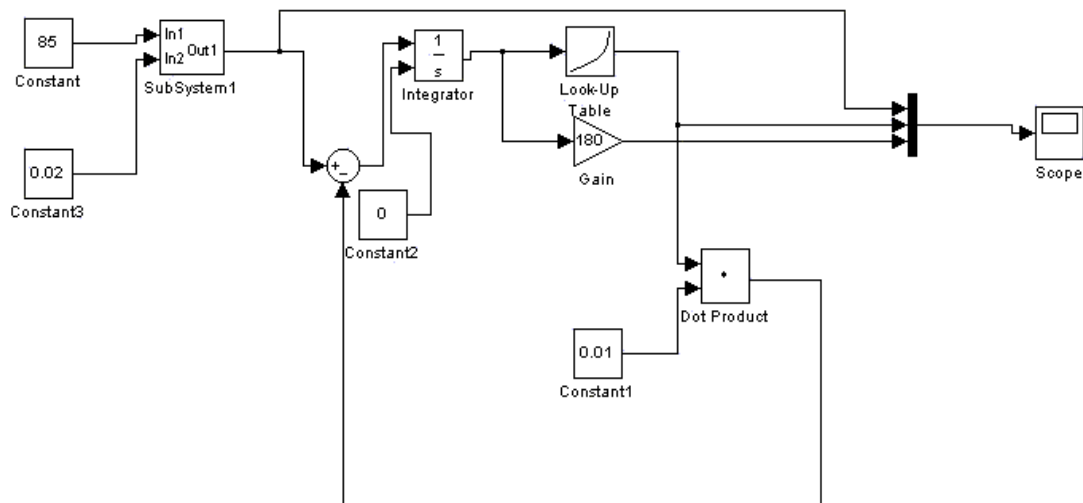 85
Constant
In1
In2
Out1
SubSystem1
0.02
Constant3
+
−
0
Constant2
1
s
Integrator
Look-Up
Table
180
Gain
Scope
Dot Product
0.01
Constant1